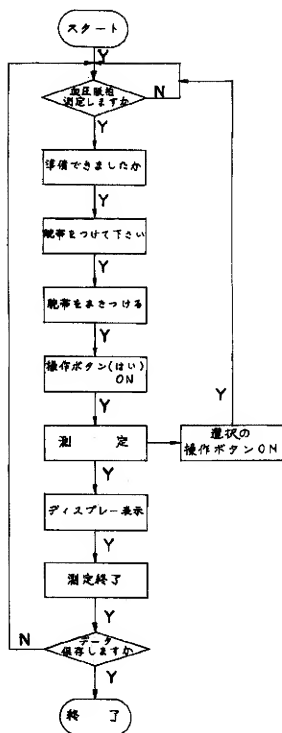 スタート
Y
血圧脈拍
測定しますか
N
Y
準備できましたか
Y
腕帯をつけて下さい
Y
腕帯をまきつける
Y
操作ボタン(はい)
ON
Y
測 定
選択の
操作ボタンON
Y
Y
ディスプレー表示
Y
測定終了
Y
データ
保存しますか
N
Y
終 了